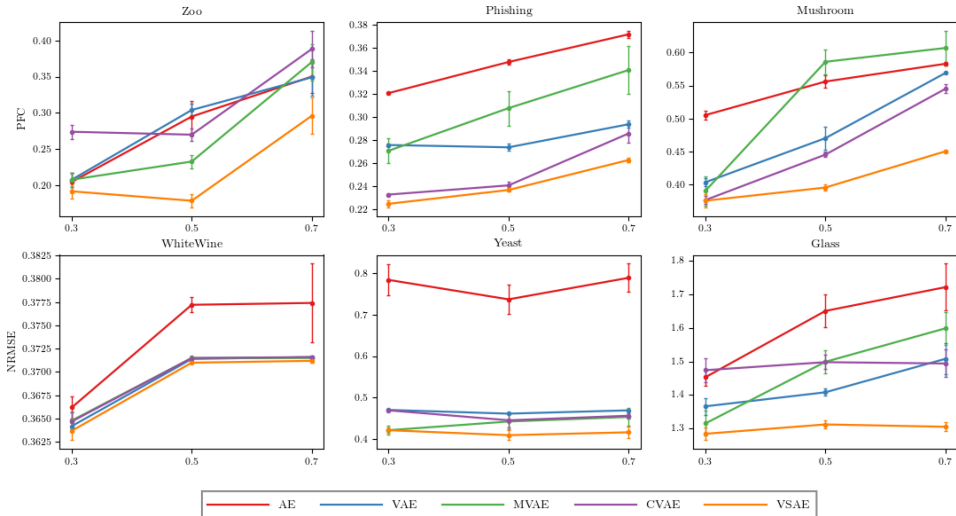 Zoo
Phishing
Mushroom
PFC
0.40
0.35
0.30
0.25
0.20
0.3 0.5 0.7
0.38
0.36
0.34
0.32
0.30
0.28
0.26
0.24
0.22
0.3 0.5 0.7
0.60
0.55
0.50
0.45
0.40
0.3 0.5 0.7
WhiteWine
Yeast
Glass
NRMSE
0.3825
0.3800
0.3775
0.3750
0.3725
0.3700
0.3675
0.3650
0.3625
0.3 0.5 0.7
0.8
0.7
0.6
0.5
0.4
0.3 0.5 0.7
1.8
1.7
1.6
1.5
1.4
1.3
0.3 0.5 0.7
AE VAE MVAE CVAE VSAE